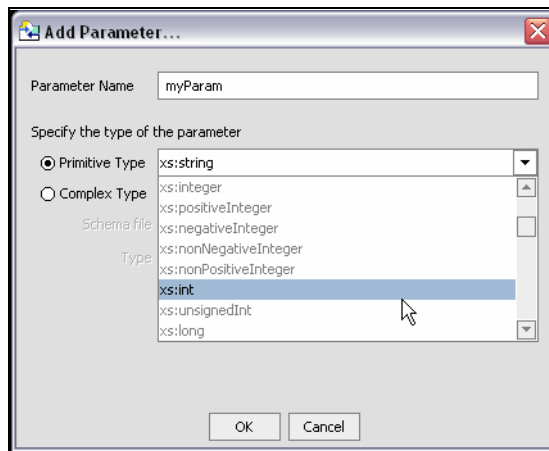 Add Parameter...
Parameter Name myParam
Specify the type of the parameter
Primitive Type xs:string
Complex Type xs:integer
xs:positiveInteger
Schema file xs:negativeInteger
xs:nonNegativeInteger
Type xs:nonPositiveInteger
xs:int
xs:unsignedInt
xs:long
OK Cancel